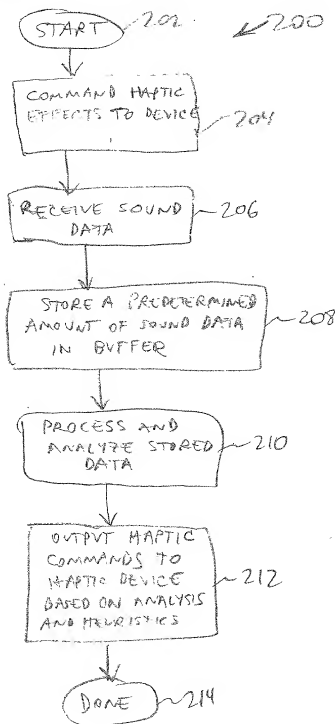 START
202
200
COMMAND HAPTIC
EFFECTS TO DEVICE
204
RECEIVE SOUND
DATA
206
STORE A PREDETERMINED
AMOUNT OF SOUND DATA
IN BUFFER
208
PROCESS AND
ANALYZE STORED
DATA
210
OUTPUT HAPTIC
COMMANDS TO
HAPTIC DEVICE
BASED ON ANALYSIS
AND HEURISTICS
212
DONE
214